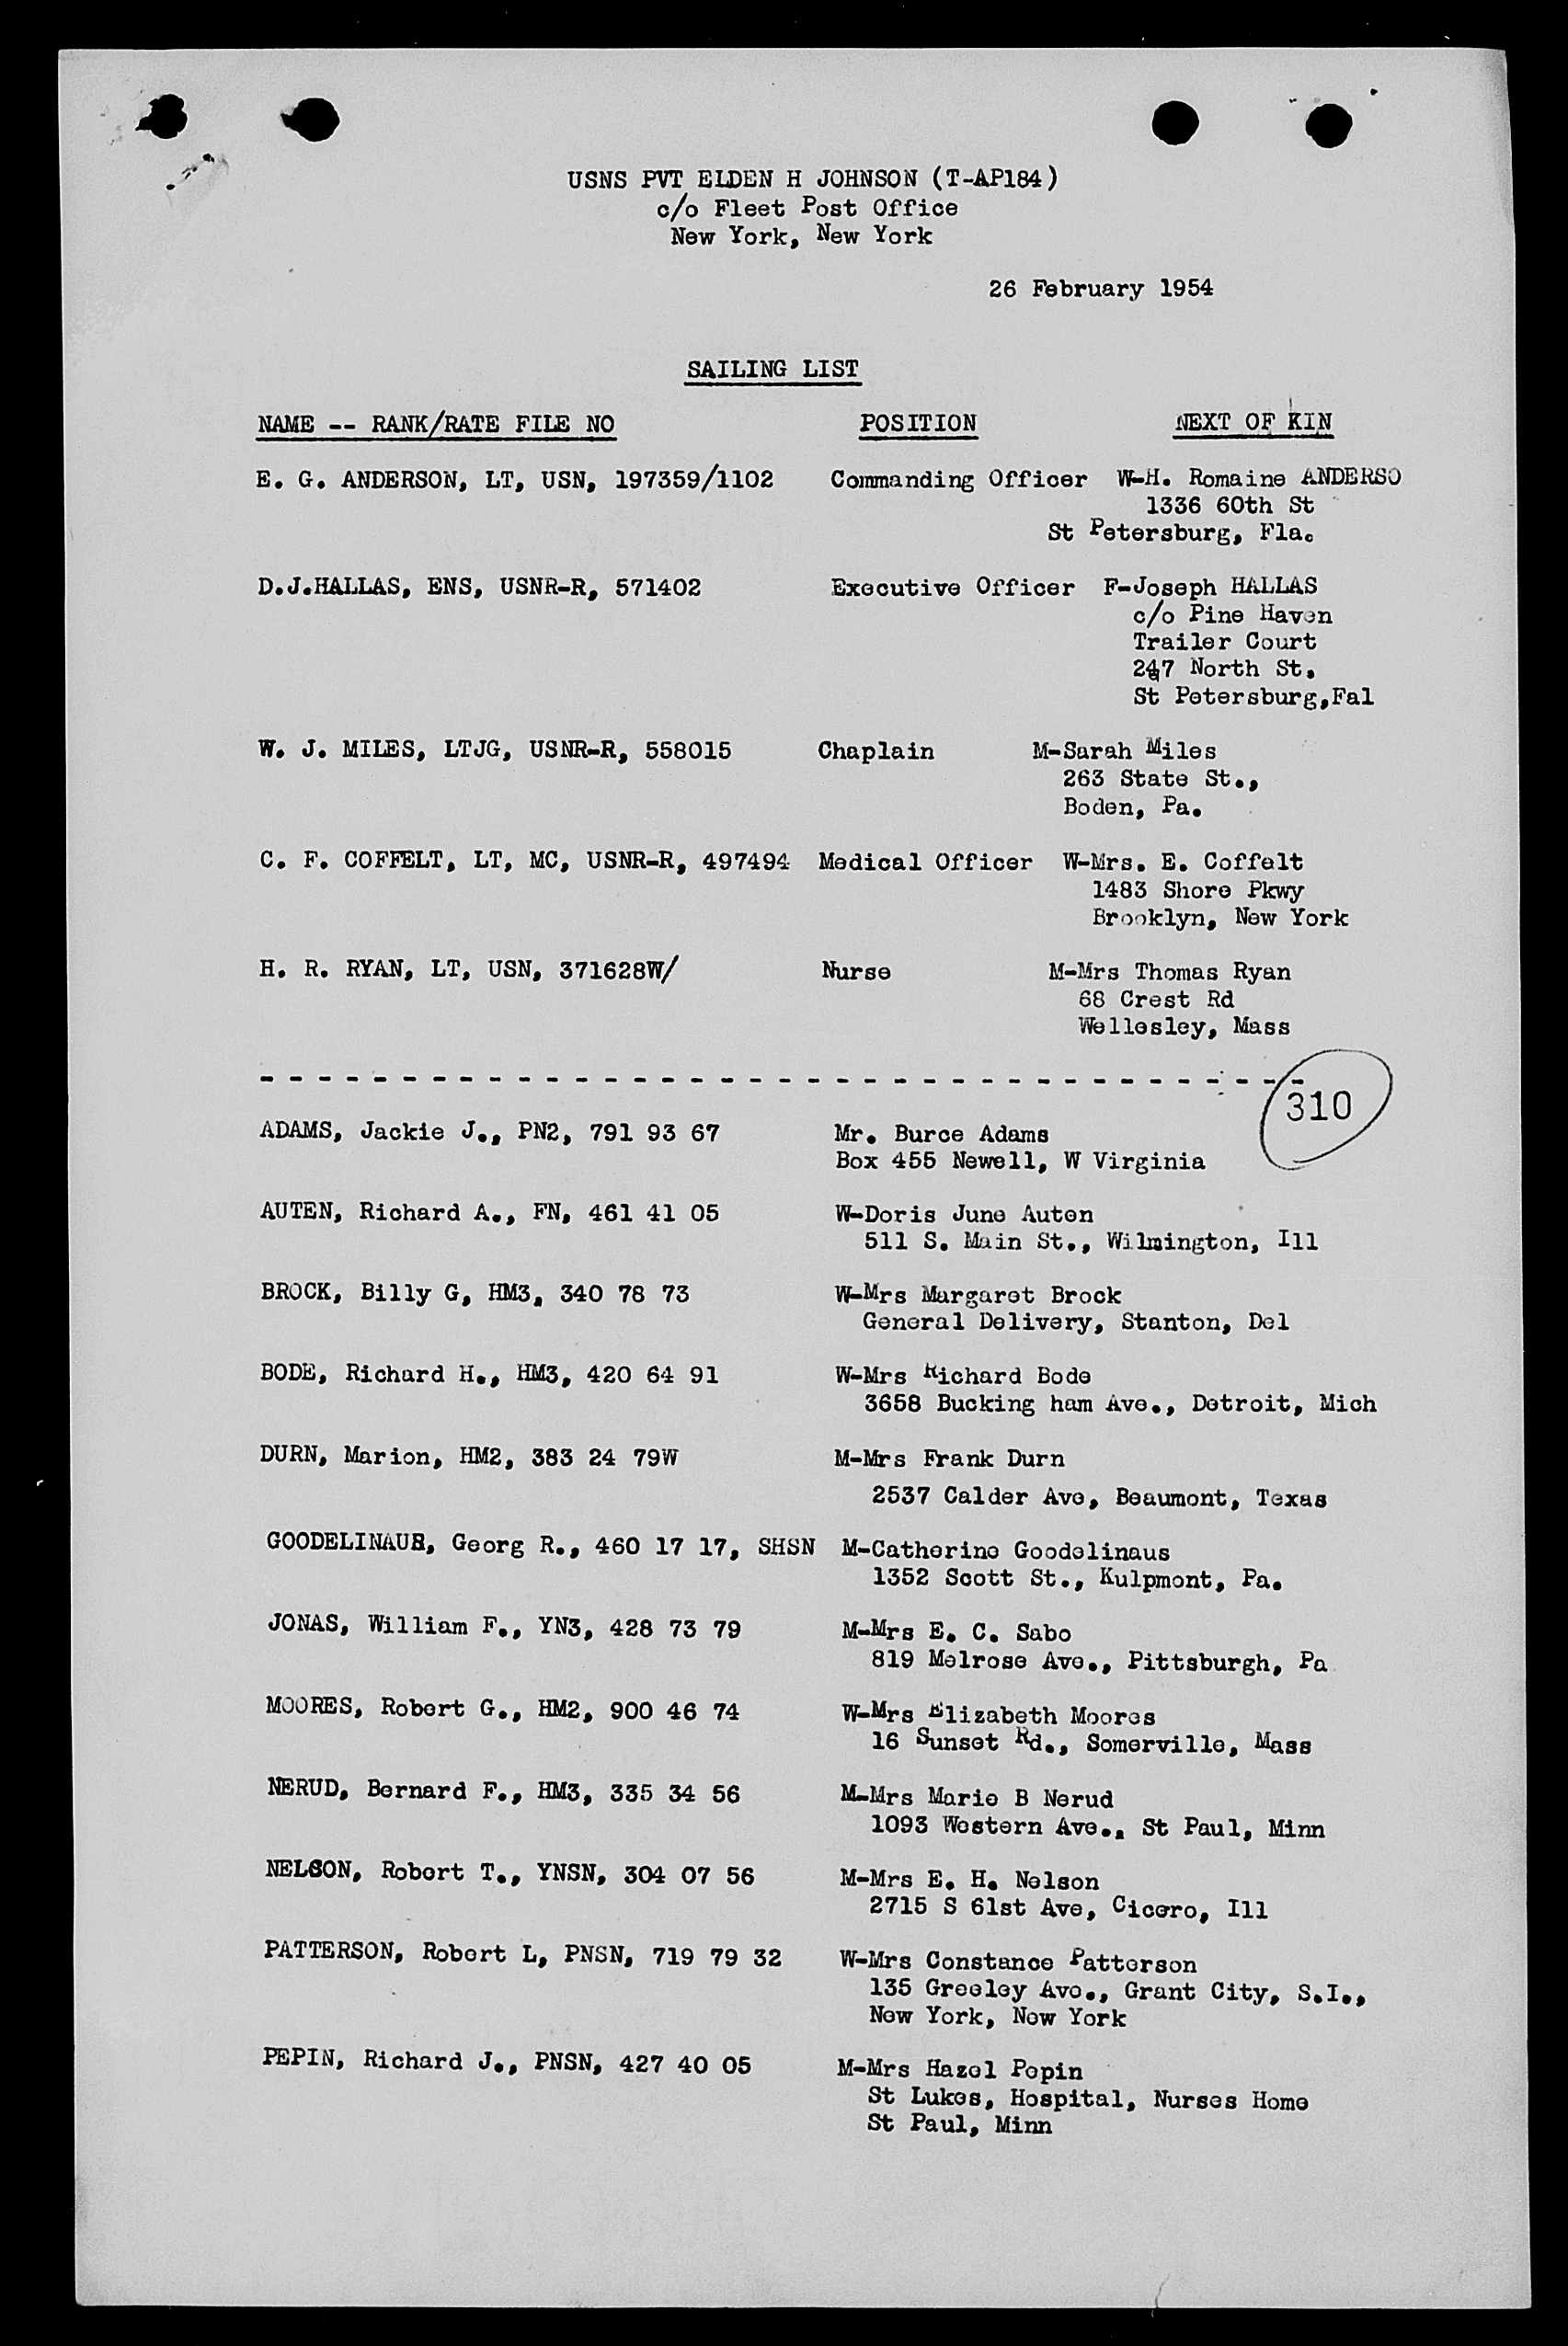 USNS PVT ELDEN H JOHNSON (T-AP184)
c/o Fleet Post Office
New York, New York
26 February 1954
SAILING LIST
NAME -- RANK/RATE FILE NO POSITION NEXT OF KIN
E. G. ANDERSON, LT, USN, 197359/1102 Commanding Officer W-H. Romaine ANDERSO
1336 60th St
St Petersburg, Fla.
D.J.HALLAS, ENS, USNR-R, 571402 Executive Officer F-Joseph HALLAS
c/o Pine Haven
Trailer Court
247 North St.
St Petersburg,Fal
W. J. MILES, LTJG, USNR-R, 558015 Chaplain M-Sarah Miles
263 State St.,
Boden, Pa.
C. F. COFFELT, LT, MC, USNR-R, 497494 Medical Officer W-Mrs. E. Coffelt
1483 Shore Pkwy
Brooklyn, New York
H. R. RYAN, LT, USN, 371628W/ Nurse M-Mrs Thomas Ryan
68 Crest Rd
Wellesley, Mass
- - - - - - - - - - - - - - - - - - - - - - - - - - - - - - - - - - - - -
310
ADAMS, Jackie J., PN2, 791 93 67 Mr. Burce Adams
Box 455 Newell, W Virginia
AUTEN, Richard A., FN, 461 41 05 W-Doris June Auten
511 S. Main St., Wilmington, Ill
BROCK, Billy G, HM3, 340 78 73 W-Mrs Margaret Brock
General Delivery, Stanton, Del
BODE, Richard H., HM3, 420 64 91 W-Mrs Richard Bode
3658 Bucking ham Ave., Detroit, Mich
DURN, Marion, HM2, 383 24 79W M-Mrs Frank Durn
2537 Calder Ave, Beaumont, Texas
GOODELINAUS, Georg R., 460 17 17, SHSN M-Catherine Goodelinaus
1352 Scott St., Kulpmont, Pa.
JONAS, William F., YN3, 428 73 79 M-Mrs E. C. Sabo
819 Melrose Ave., Pittsburgh, Pa
MOORES, Robert G., HM2, 900 46 74 W-Mrs Elizabeth Moores
16 Sunset Rd., Somerville, Mass
NERUD, Bernard F., HM3, 335 34 56 M-Mrs Marie B Nerud
1093 Western Ave., St Paul, Minn
NELSON, Robert T., YNSN, 304 07 56 M-Mrs E. H. Nelson
2715 S 61st Ave, Cicero, Ill
PATTERSON, Robert L, PNSN, 719 79 32 W-Mrs Constance Patterson
135 Greeley Ave., Grant City, S.I.,
New York, New York
PEPIN, Richard J., PNSN, 427 40 05 M-Mrs Hazel Pepin
St Lukes, Hospital, Nurses Home
St Paul, Minn